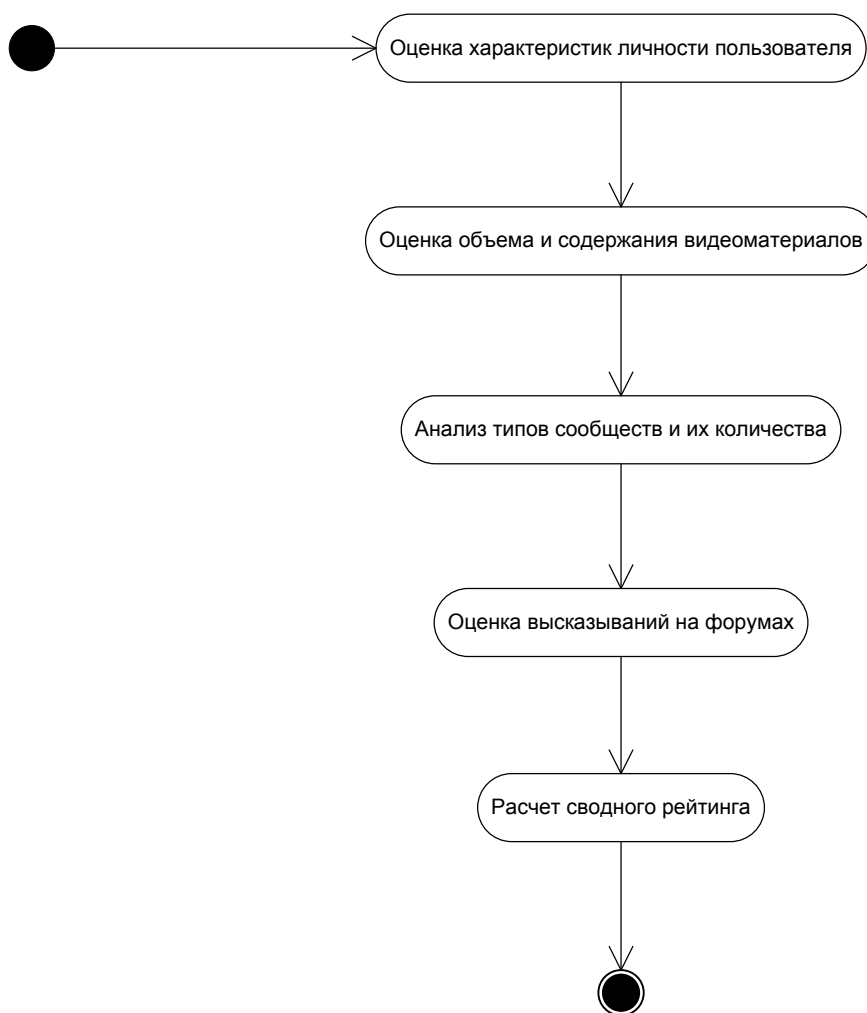 Оценка характеристик личности пользователя
Оценка объема и содержания видеоматериалов
Анализ типов сообществ и их количества
Оценка высказываний на форумах
Расчет сводного рейтинга